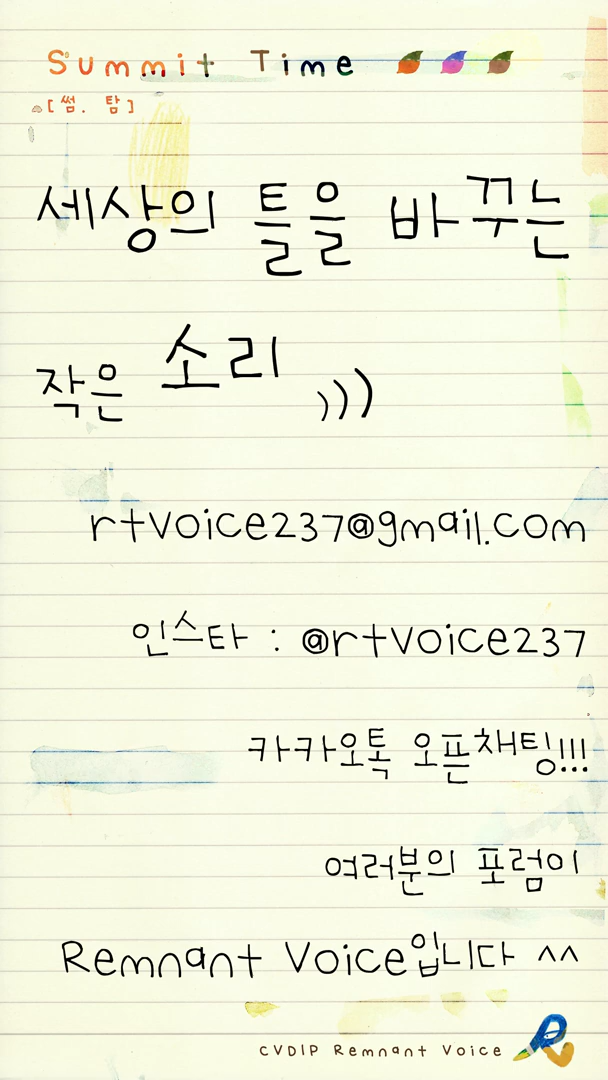 Summit Time
[썸. 탐]
세상의 틀을 바꾸는
작은 소리 )))
rtvoice237@gmail.com
인스타 : @rtvoice237
카카오톡 오픈채팅!!!
여러분의 포럼이
Remnant Voice입니다 ^^
CVDIP Remnant Voice